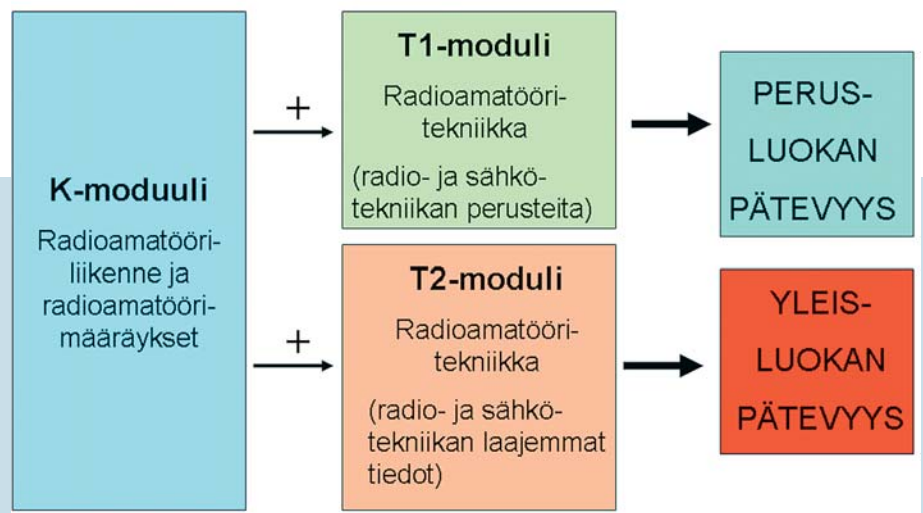 K-moduuli
Radioamatööri-
liikenne ja
radioamatööri-
määräykset
+
T1-moduli
Radioamatööri-
tekniikka
(radio- ja sähkö-
tekniikan perusteita)
PERUS-
LUOKAN
PÄTEVYYS
+
T2-moduli
Radioamatööri-
tekniikka
(radio- ja sähkö-
tekniikan laajemmat
tiedot)
YLEIS-
LUOKAN
PÄTEVYYS